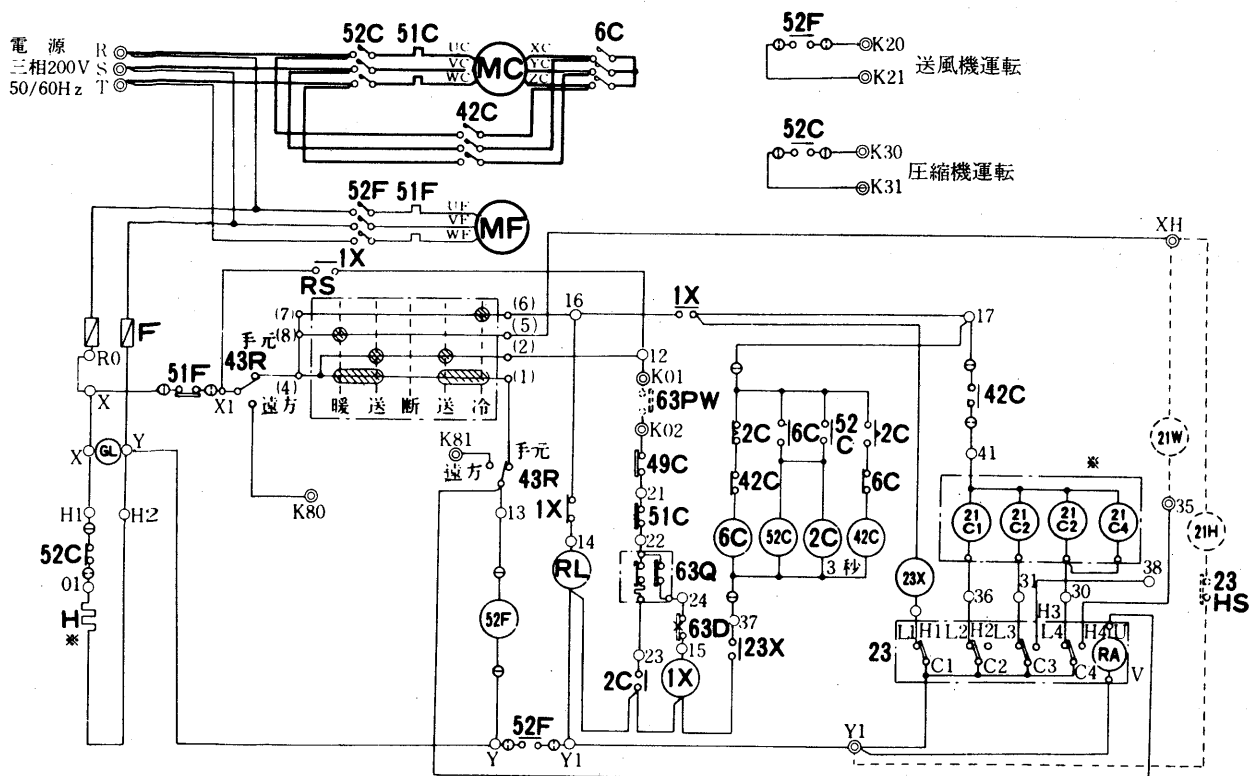 電源 R
三相200V S
50/60Hz T
52C 51C
UC
VC
WC
MC
XC
YC
ZC
6C
42C
52F
K20
K21
送風機運転
52C
K30
K31
圧縮機運転
52F 51F
UF
VF
WF
MF
XH
1X
RS
F
R0
X
51F
X1
43R
手元
遠方
(7)
(8)
(4)
(6)
(5)
(2)
(1)
暖 送 断 送 冷
16
1X
17
12
K01
63PW
K02
49C
21
51C
22
63Q
24
63D
15
1X
23
2C
X
GL
Y
H1
H2
52C
01
H
※
K80
K81
遠方
手元
43R
13
52F
1X
14
RL
2C
6C
52C
2C
42C
6C
6C
52C
2C
42C
3秒
37
23X
42C
41
※
21C1
21C2
21C2
21C4
23X
36
31
30
38
35
21W
21H
23HS
23
L1
H1
L2
H2
L3
H3
L4
H4
U
C1
C2
C3
C4
RA
V
Y
52F
Y1
Y1